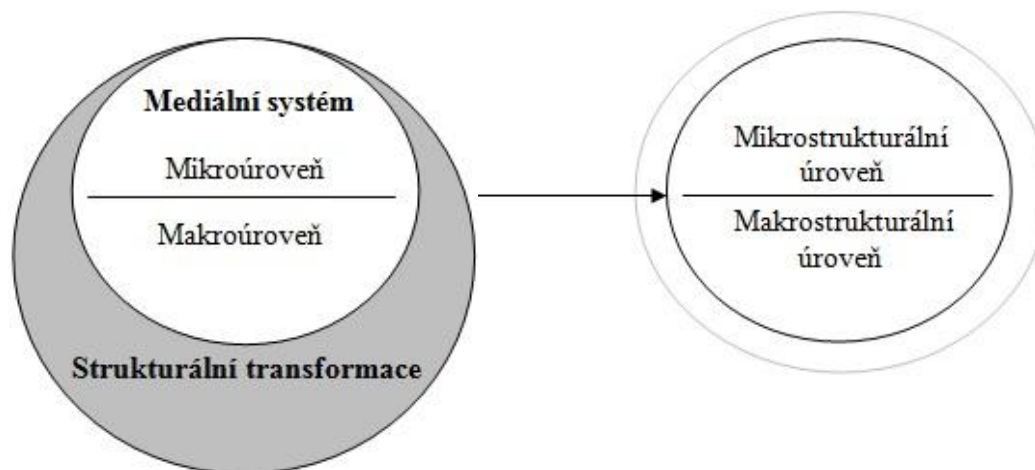 Mediální systém
Mikroúroveň
Makroúroveň
Strukturální transformace
Mikrostrukturální
úroveň
Makrostrukturální
úroveň